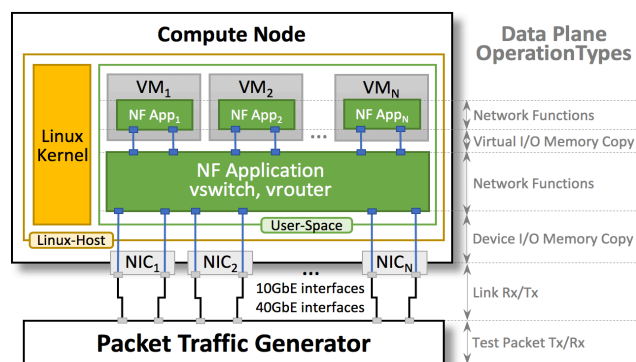 Compute Node
Data Plane
OperationTypes
VM1
VM2
VMN
NF App1
NF App2
NF AppN
...
Linux
Kernel
NF Application
vswitch, vrouter
User-Space
Linux-Host
NIC1
NIC2
...
NICN
10GbE interfaces
40GbE interfaces
Packet Traffic Generator
Network Functions
Virtual I/O Memory Copy
Network Functions
Device I/O Memory Copy
Link Rx/Tx
Test Packet Tx/Rx